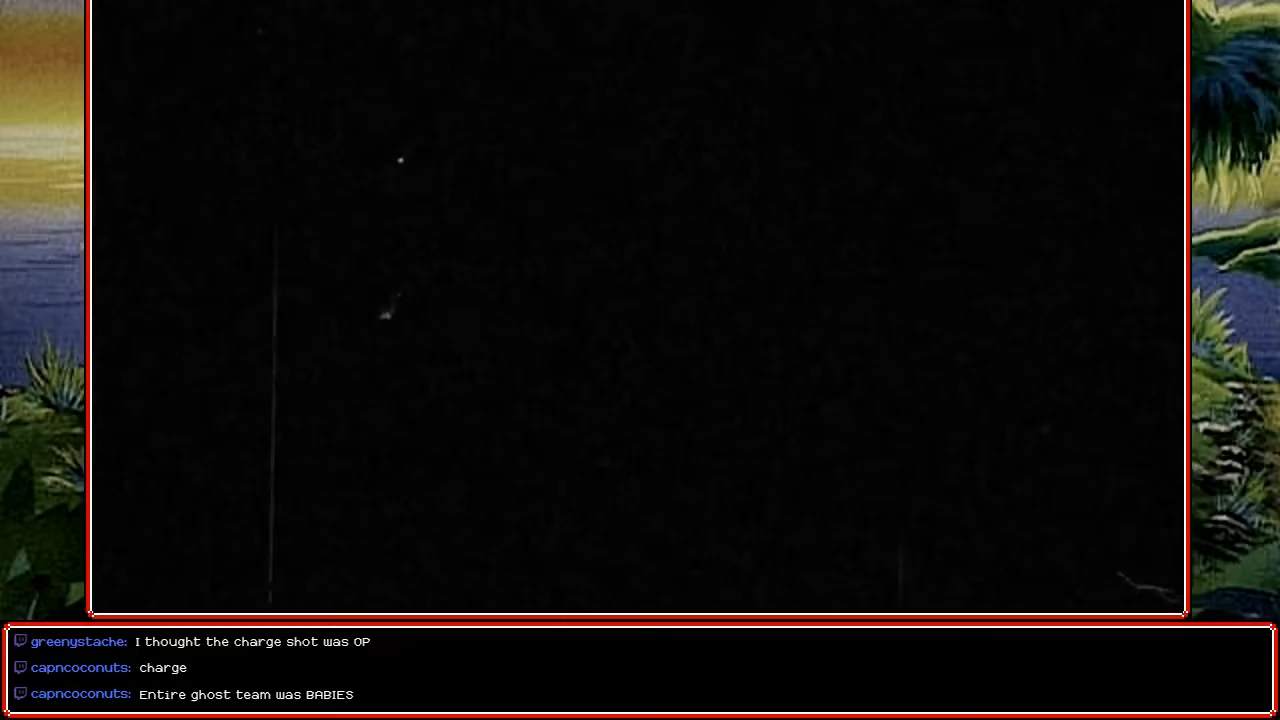 greenystache: I thought the charge shot was OP
capncoconuts: charge
capncoconuts: Entire ghost team was BABIES